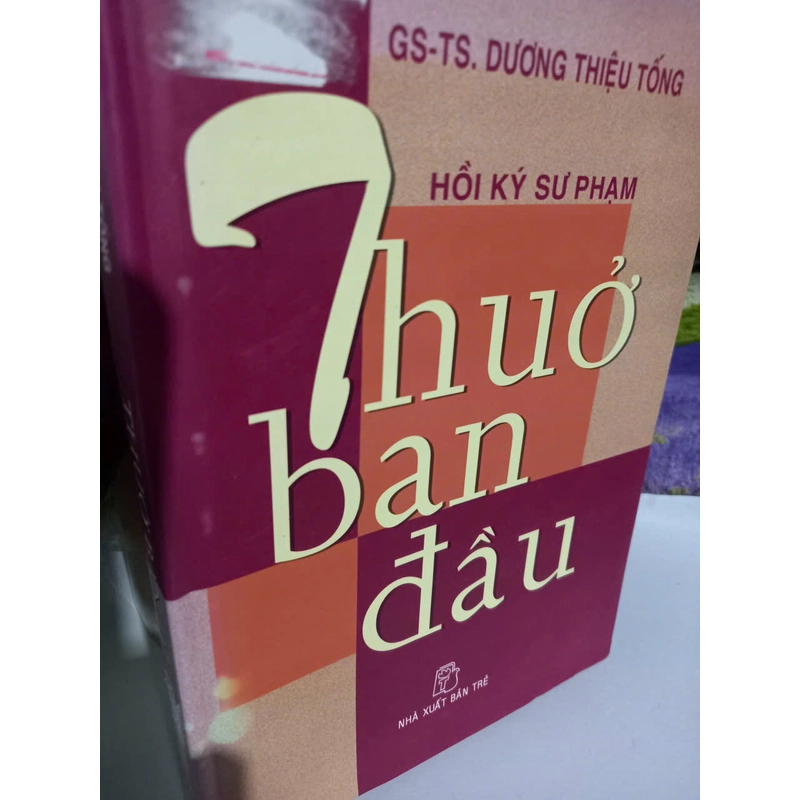 GS-TS. DƯƠNG THIỆU TỐNG
HỒI KÝ SƯ PHẠM
Thuở
ban
đầu
NHÀ XUẤT BẢN TRẺ